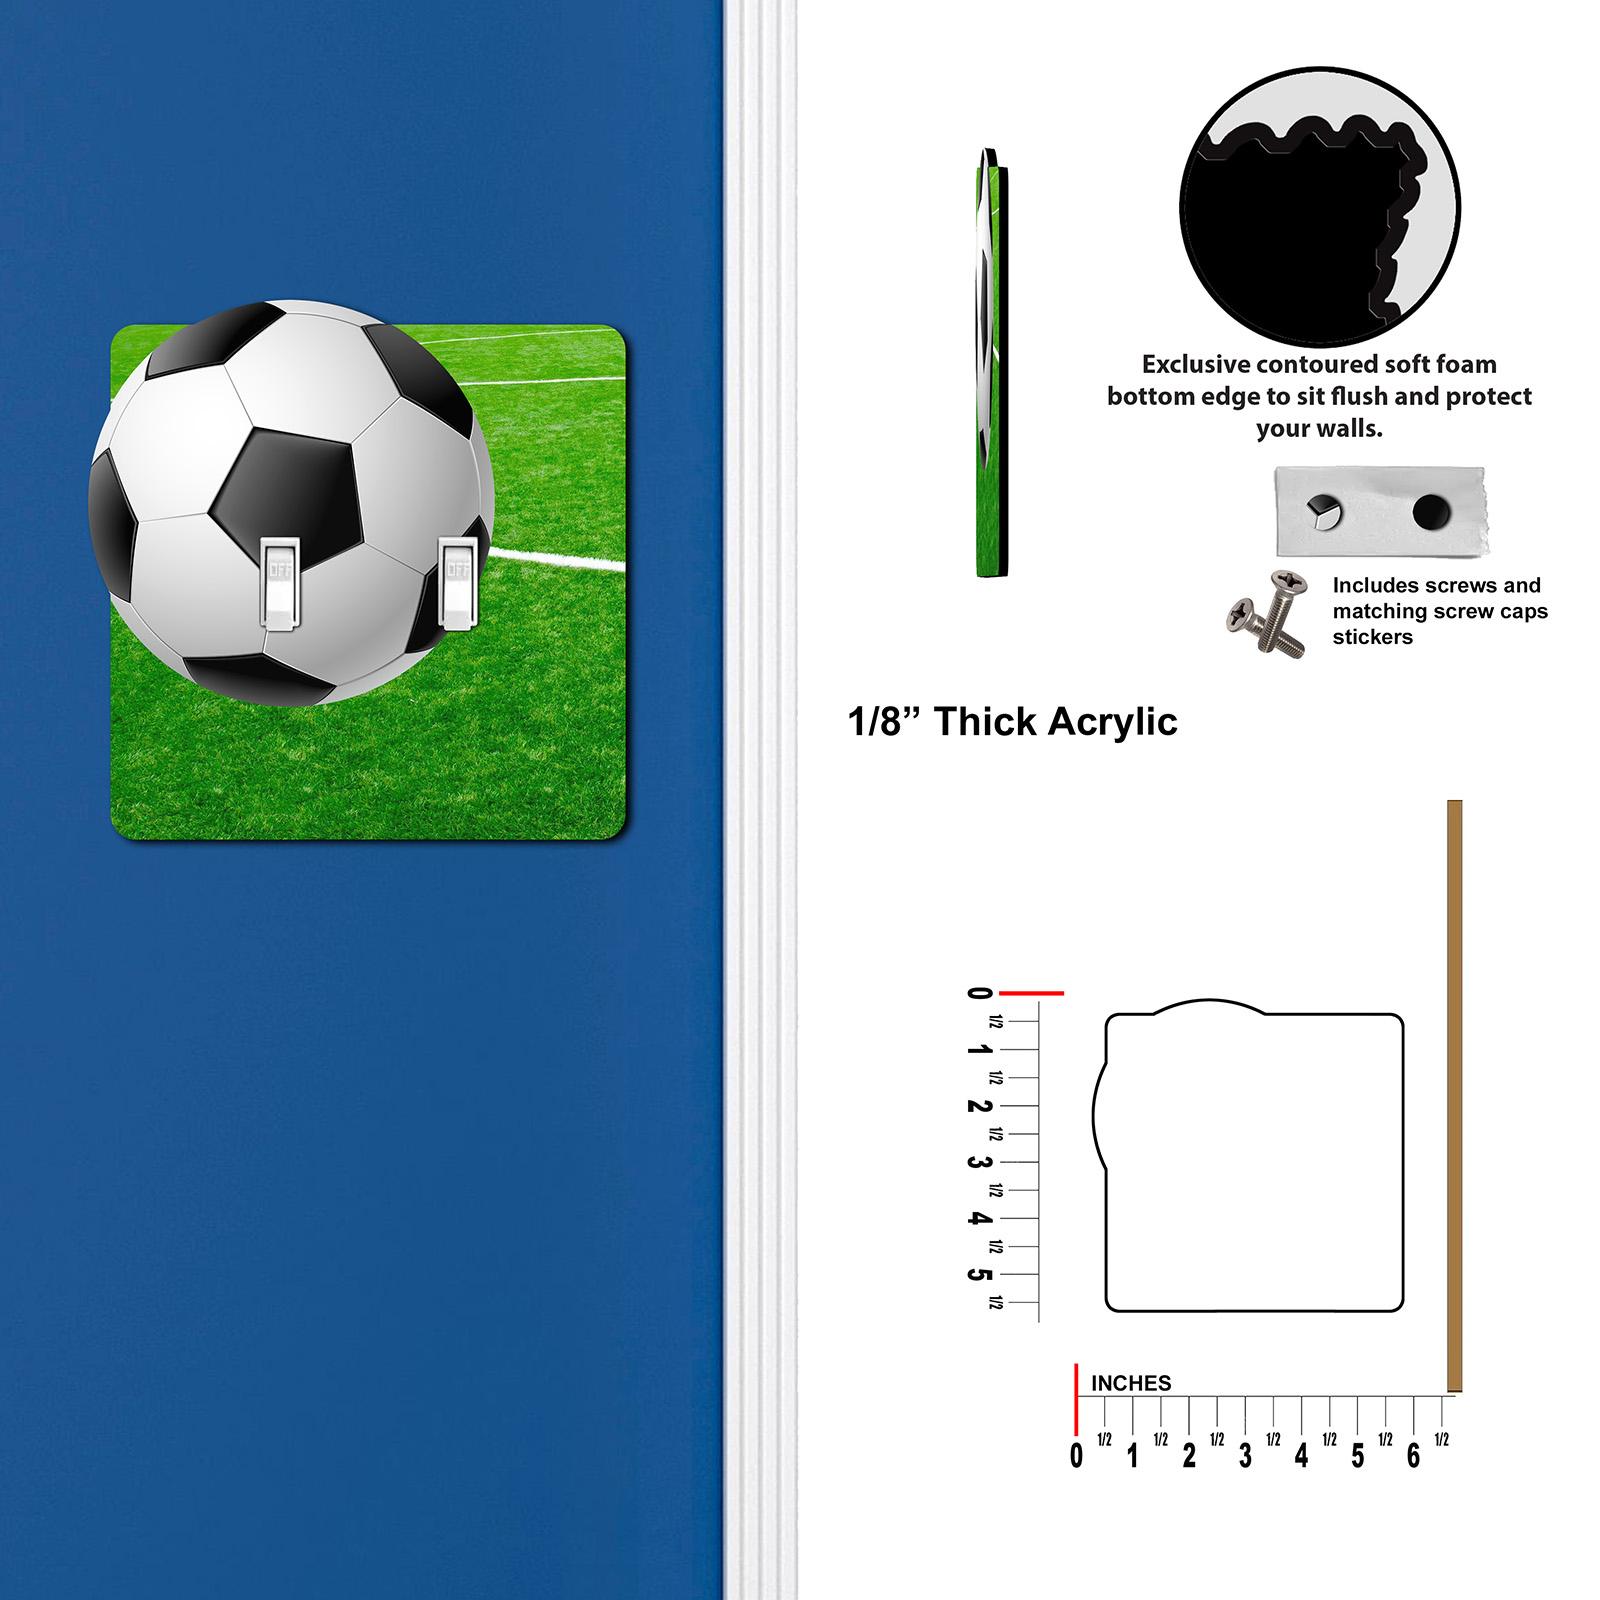 OFF
OFF
Exclusive contoured soft foam
bottom edge to sit flush and protect
your walls.
Includes screws and
matching screw caps
stickers
1/8” Thick Acrylic
0
1/2
1
1/2
2
1/2
3
1/2
4
1/2
5
1/2
INCHES
0 1/2 1 1/2 2 1/2 3 1/2 4 1/2 5 1/2 6 1/2